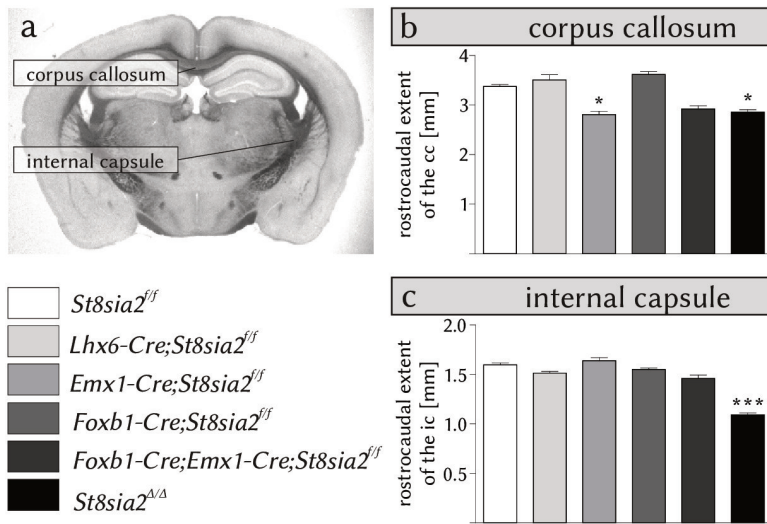 a
corpus callosum
internal capsule
St8sia2f/f
Lhx6-Cre;St8sia2f/f
Emx1-Cre;St8sia2f/f
Foxb1-Cre;St8sia2f/f
Foxb1-Cre;Emx1-Cre;St8sia2f/f
St8sia2Δ/Δ
b corpus callosum
rostrocaudal extent
of the cc [mm]
4
3
2
1
*
*
c internal capsule
rostrocaudal extent
of the ic [mm]
2.0
1.5
1.0
0.5
***